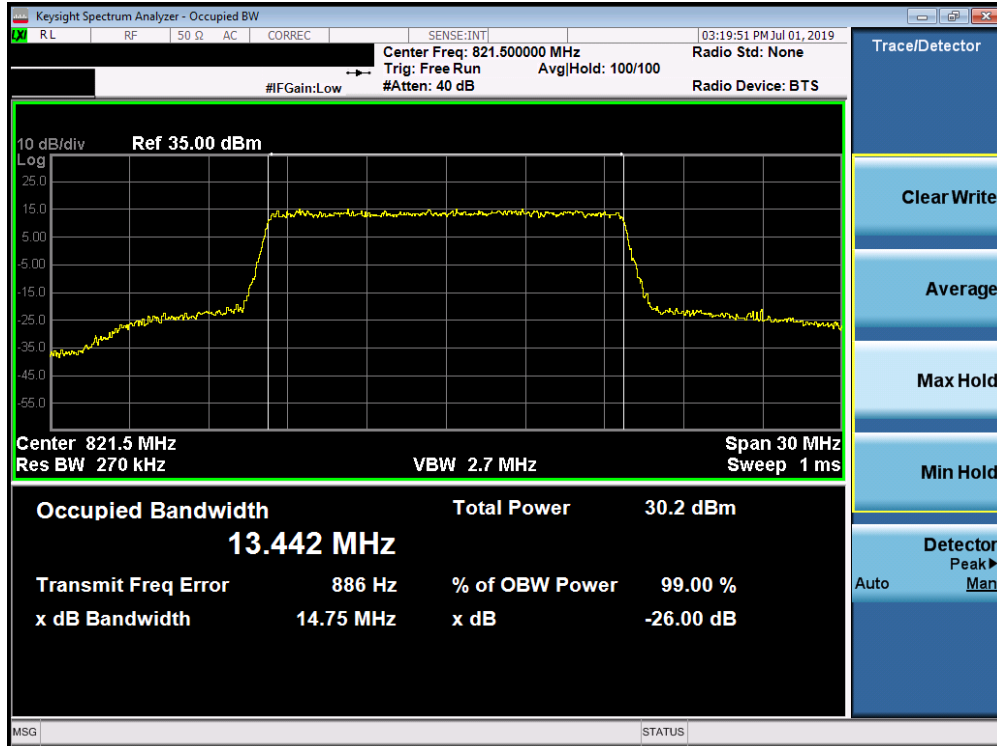 Keysight Spectrum Analyzer - Occupied BW
LXI RL RF 50 Ω AC CORREC SENSE:INT 03:19:51 PM Jul 01, 2019
Center Freq: 821.500000 MHz Radio Std: None
Trig: Free Run Avg|Hold: 100/100
#IFGain:Low #Atten: 40 dB Radio Device: BTS
10 dB/div Ref 35.00 dBm
Log
25.0
15.0
5.00
-5.00
-15.0
-25.0
-35.0
-45.0
-55.0
Center 821.5 MHz Span 30 MHz
Res BW 270 kHz VBW 2.7 MHz Sweep 1 ms
Occupied Bandwidth Total Power 30.2 dBm
13.442 MHz
Transmit Freq Error 886 Hz % of OBW Power 99.00 %
x dB Bandwidth 14.75 MHz x dB -26.00 dB
MSG STATUS
Trace/Detector
Clear Write
Average
Max Hold
Min Hold
Detector
Peak▶
Auto Man